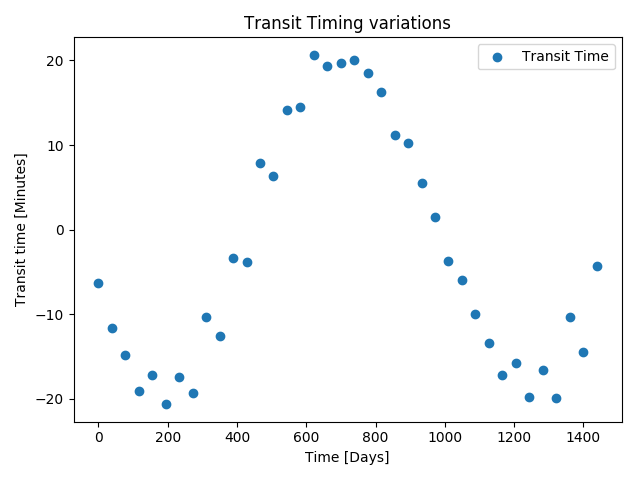 Transit Timing variations
Transit Time
20
10
0
−10
−20
Transit time [Minutes]
0 200 400 600 800 1000 1200 1400
Time [Days]